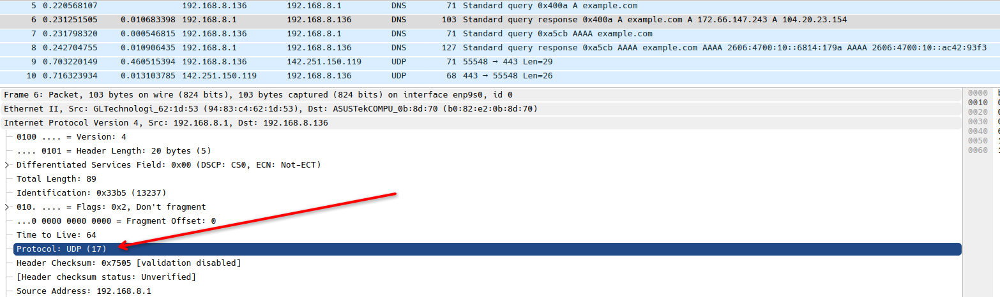 5 0.220568107 192.168.8.136 192.168.8.1 DNS 71 Standard query 0x400a A example.com
6 0.231251505 0.010683398 192.168.8.1 192.168.8.136 DNS 103 Standard query response 0x400a A example.com A 172.66.147.243 A 104.20.23.154
7 0.231798320 0.000546815 192.168.8.136 192.168.8.1 DNS 71 Standard query 0xa5cb AAAA example.com
8 0.242704755 0.010906435 192.168.8.1 192.168.8.136 DNS 127 Standard query response 0xa5cb AAAA example.com AAAA 2606:4700:10::6814:179a AAAA 2606:4700:10::ac42:93f3
9 0.703220149 0.460515394 192.168.8.136 142.251.150.119 UDP 71 55548 → 443 Len=29
10 0.716323934 0.013103785 142.251.150.119 192.168.8.136 UDP 68 443 → 55548 Len=26
Frame 6: Packet, 103 bytes on wire (824 bits), 103 bytes captured (824 bits) on interface enp9s0, id 0
Ethernet II, Src: GLTechnologi_62:1d:53 (94:83:c4:62:1d:53), Dst: ASUSTekCOMPU_0b:8d:70 (b0:82:e2:0b:8d:70)
Internet Protocol Version 4, Src: 192.168.8.1, Dst: 192.168.8.136
0100 .... = Version: 4
.... 0101 = Header Length: 20 bytes (5)
Differentiated Services Field: 0x00 (DSCP: CS0, ECN: Not-ECT)
Total Length: 89
Identification: 0x33b5 (13237)
010. .... = Flags: 0x2, Don't fragment
...0 0000 0000 0000 = Fragment Offset: 0
Time to Live: 64
Protocol: UDP (17)
Header Checksum: 0x7505 [validation disabled]
[Header checksum status: Unverified]
Source Address: 192.168.8.1
0000
0010
0020
0030
0040
0050
0060